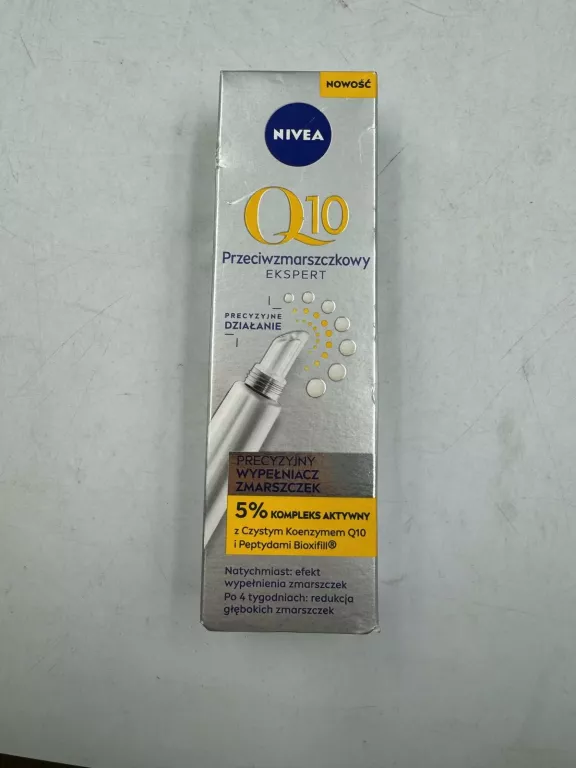 NOWOŚĆ
NIVEA
Q10
Przeciwzmarszczkowy
EKSPERT
PRECYZYJNE
DZIAŁANIE
PRECYZYJNY
WYPEŁNIACZ
ZMARSZCZEK
5% KOMPLEKS AKTYWNY
z Czystym Koenzymem Q10
i Peptydami Bioxifill®
Natychmiast: efekt
wypełnienia zmarszczek
Po 4 tygodniach: redukcja
głębokich zmarszczek